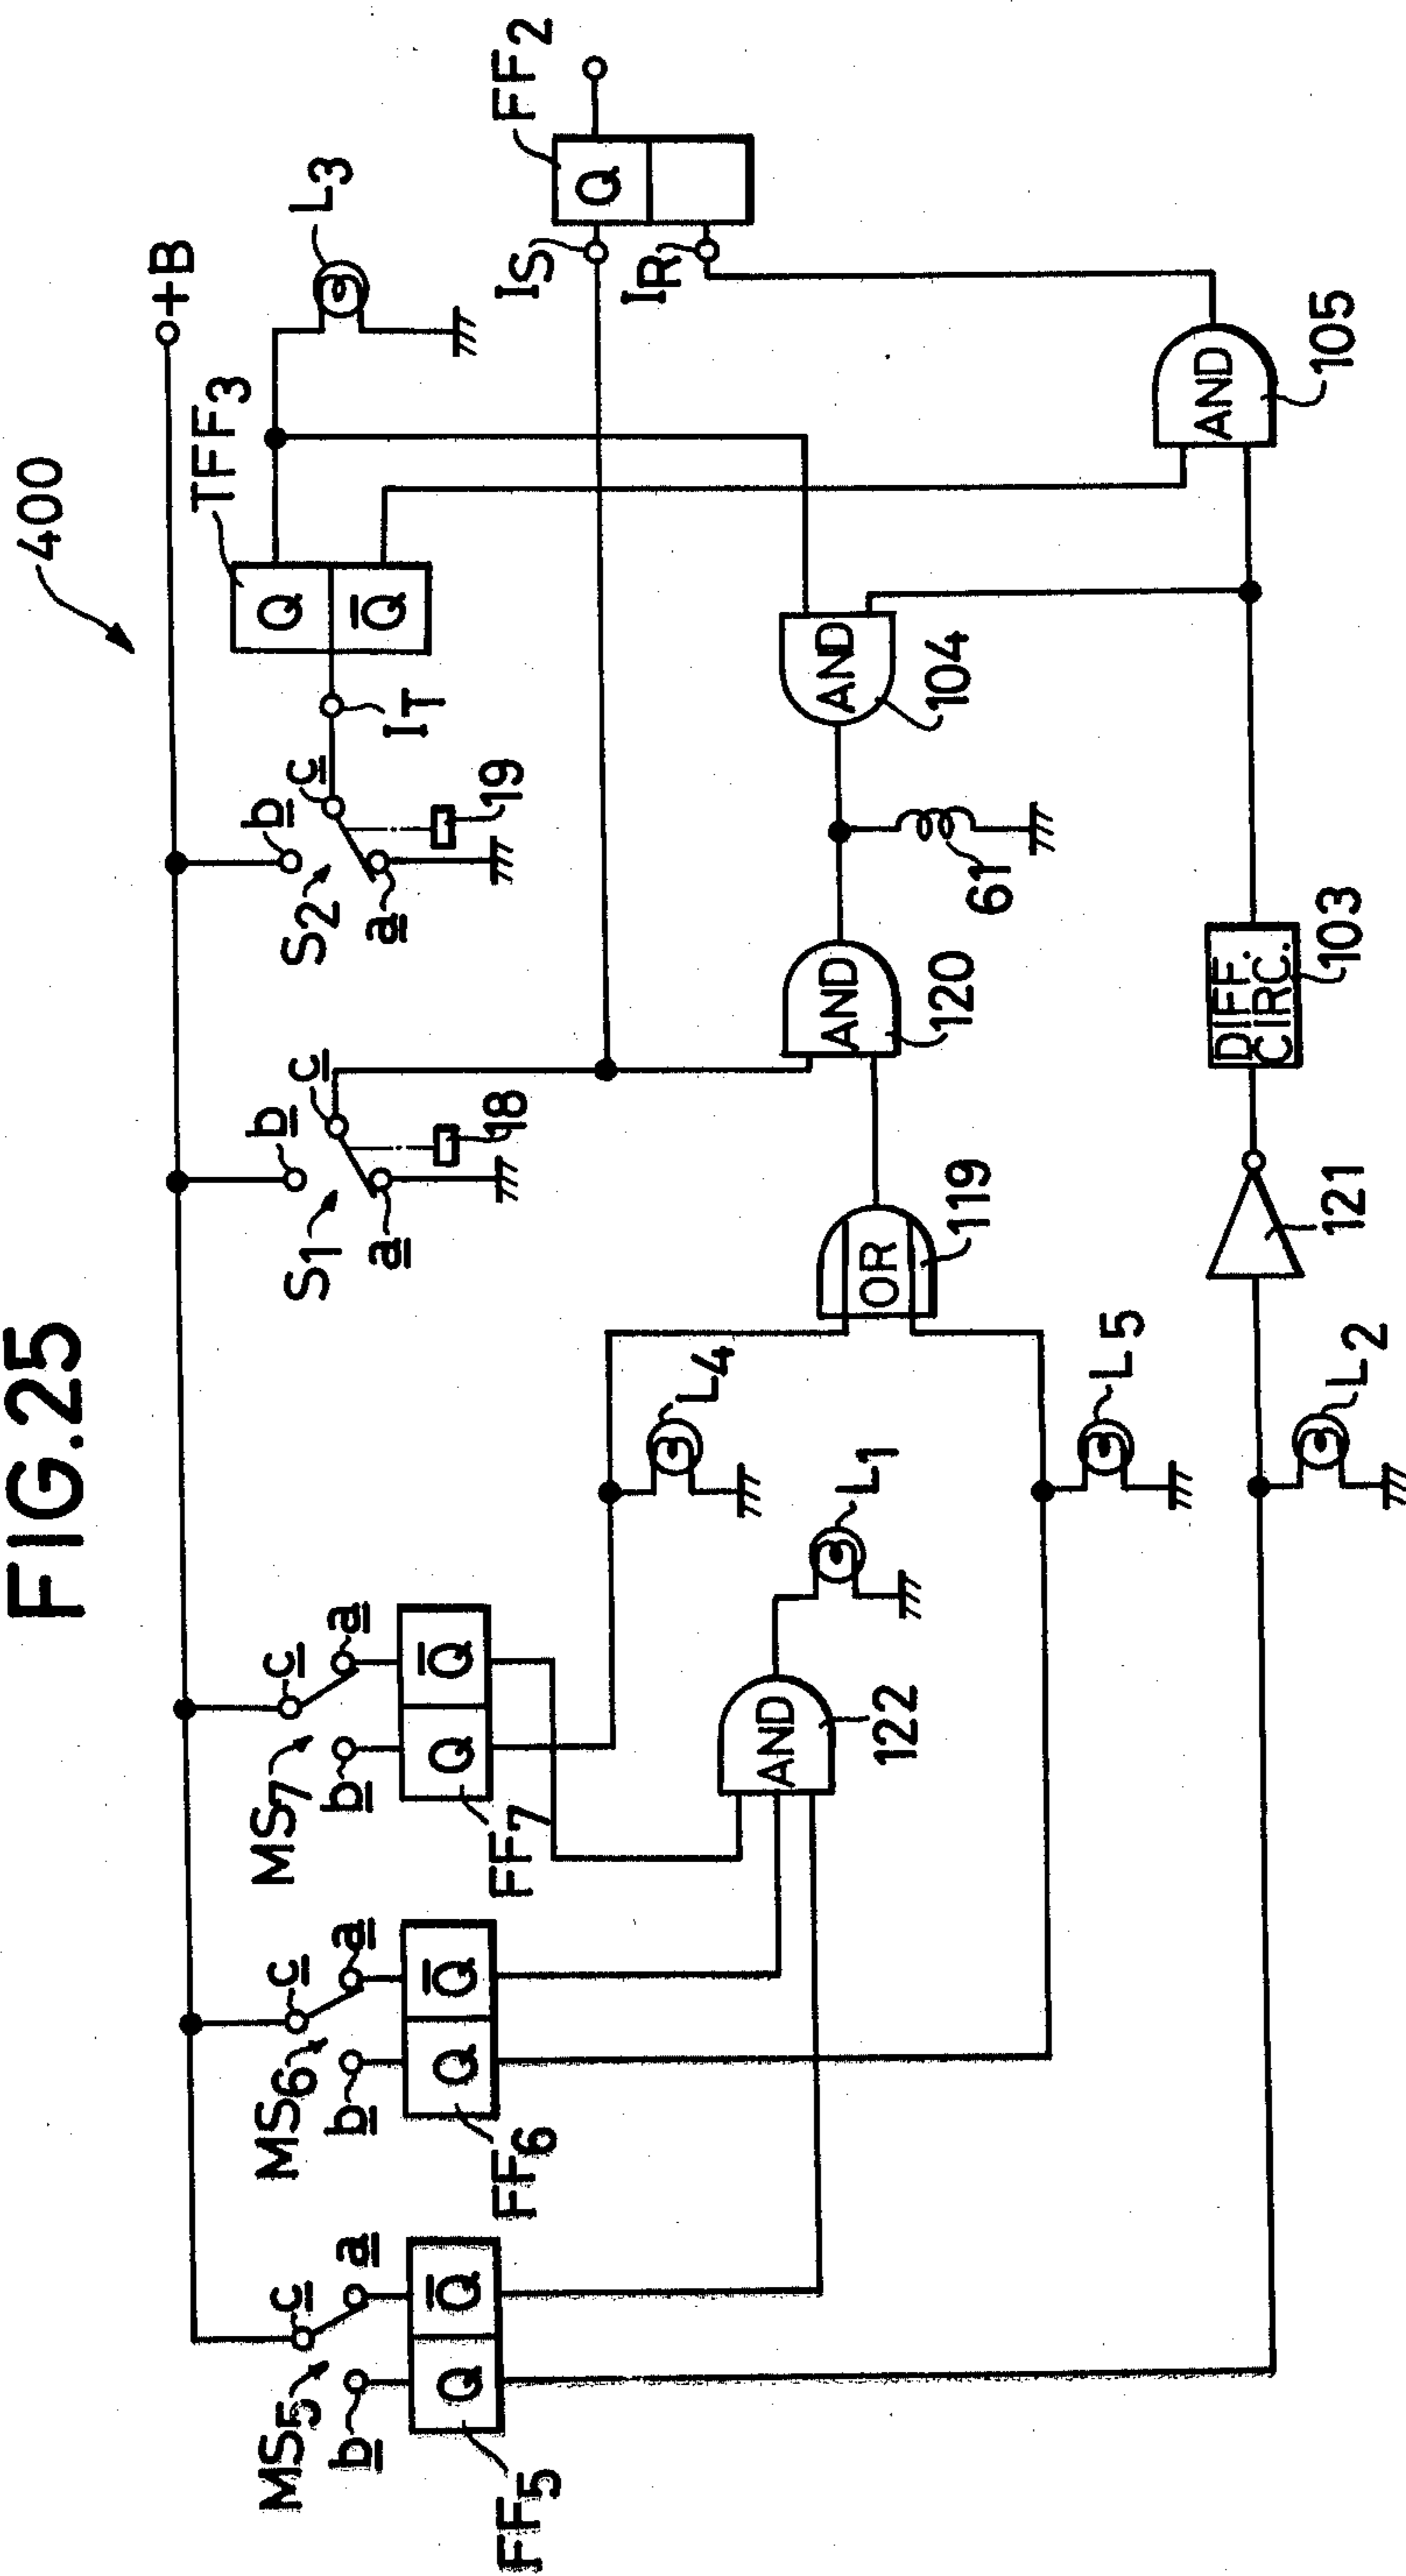 FIG.25
400
+B
MS5
c
a
b
Q
Q̅
FF5
MS6
c
a
b
Q
Q̅
FF6
MS7
c
a
b
Q
Q̅
FF7
S1
b
c
a
18
S2
b
c
a
19
IT
TFF3
Q
Q̅
L3
FF2
Q
IS
IR
L4
AND
122
L1
OR
119
AND
120
61
AND
104
L5
L2
121
DIFF.
CIRC.
103
AND
105